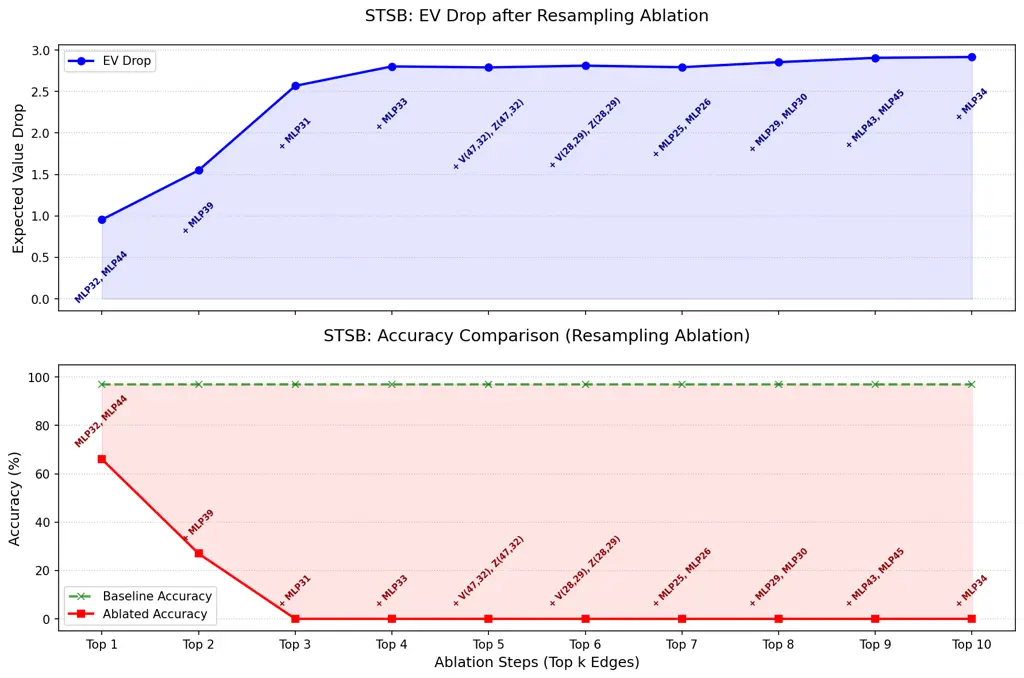 STSB: EV Drop after Resampling Ablation
EV Drop
Expected Value Drop
3.0
2.5
2.0
1.5
1.0
0.5
0.0
MLP32, MLP44
+ MLP39
+ MLP31
+ MLP33
+ V(47,32), Z(47,32)
+ V(28,29), Z(28,29)
+ MLP25, MLP26
+ MLP29, MLP30
+ MLP43, MLP45
+ MLP34
STSB: Accuracy Comparison (Resampling Ablation)
Accuracy (%)
100
80
60
40
20
0
MLP32, MLP44
+ MLP39
+ MLP31
+ MLP33
+ V(47,32), Z(47,32)
+ V(28,29), Z(28,29)
+ MLP25, MLP26
+ MLP29, MLP30
+ MLP43, MLP45
+ MLP34
Baseline Accuracy
Ablated Accuracy
Top 1 Top 2 Top 3 Top 4 Top 5 Top 6 Top 7 Top 8 Top 9 Top 10
Ablation Steps (Top k Edges)